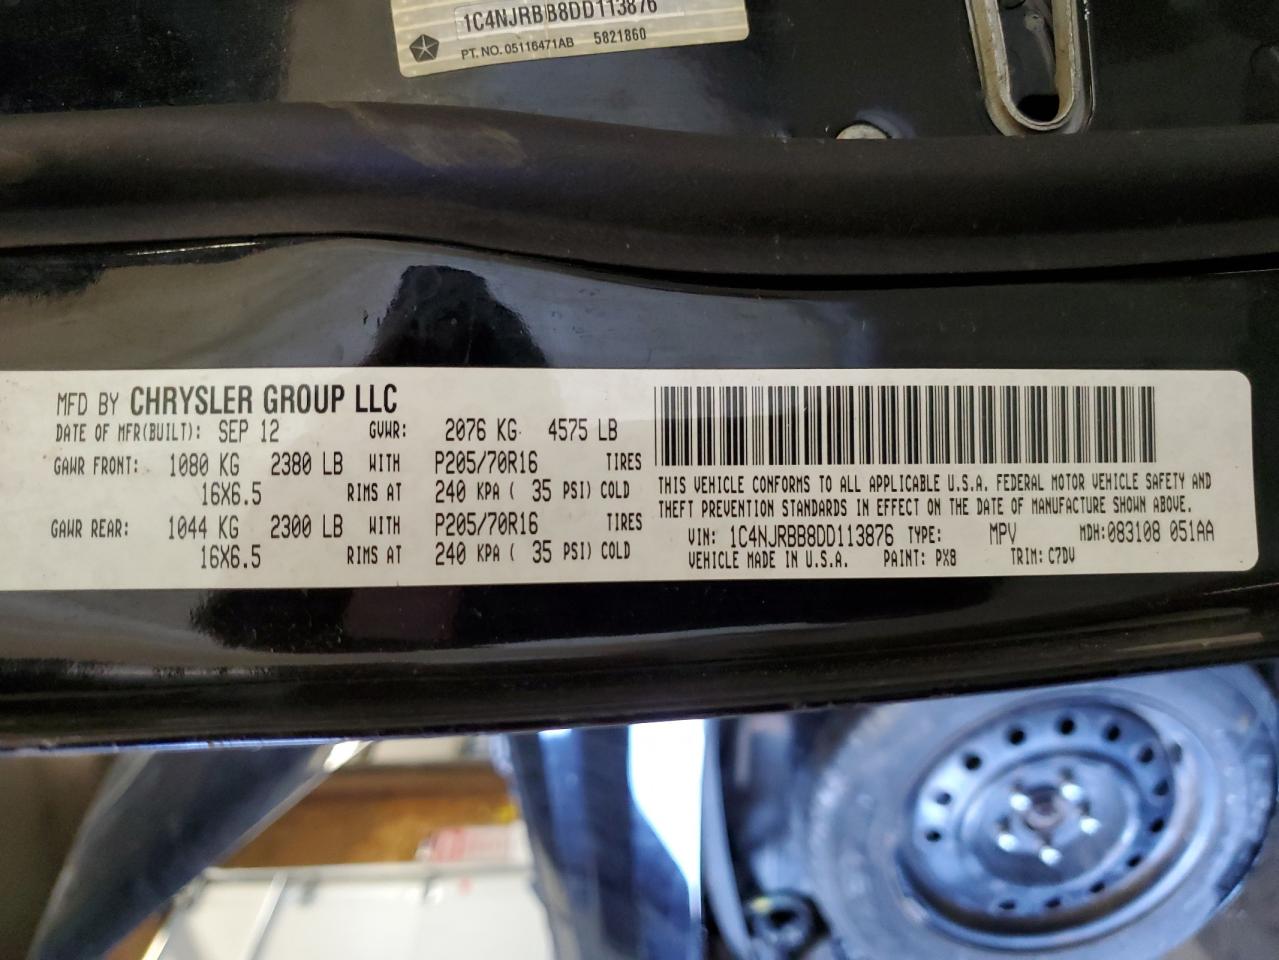 1C4NJRBB8DD113876
PT. NO. 05116471AB 5821860
MFD BY CHRYSLER GROUP LLC
DATE OF MFR(BUILT): SEP 12 GVWR: 2076 KG 4575 LB
GAWR FRONT: 1080 KG 2380 LB WITH P205/70R16 TIRES
16X6.5 RIMS AT 240 KPA ( 35 PSI) COLD
GAWR REAR: 1044 KG 2300 LB WITH P205/70R16 TIRES
16X6.5 RIMS AT 240 KPA ( 35 PSI) COLD
THIS VEHICLE CONFORMS TO ALL APPLICABLE U.S.A. FEDERAL MOTOR VEHICLE SAFETY AND
THEFT PREVENTION STANDARDS IN EFFECT ON THE DATE OF MANUFACTURE SHOWN ABOVE.
VIN: 1C4NJRBB8DD113876 TYPE: MPV MDH:083108 051AA
VEHICLE MADE IN U.S.A. PAINT: PX8 TRIM: C7DV